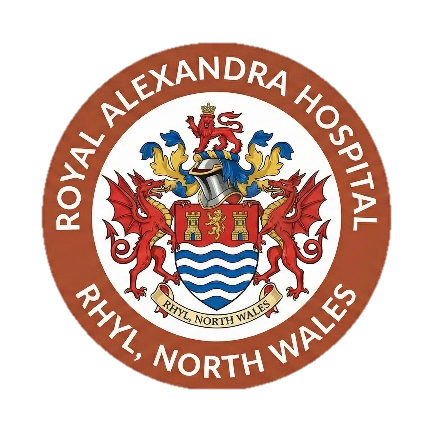 ROYAL ALEXANDRA HOSPITAL
RHYL, NORTH WALES
RHYL, NORTH WALES